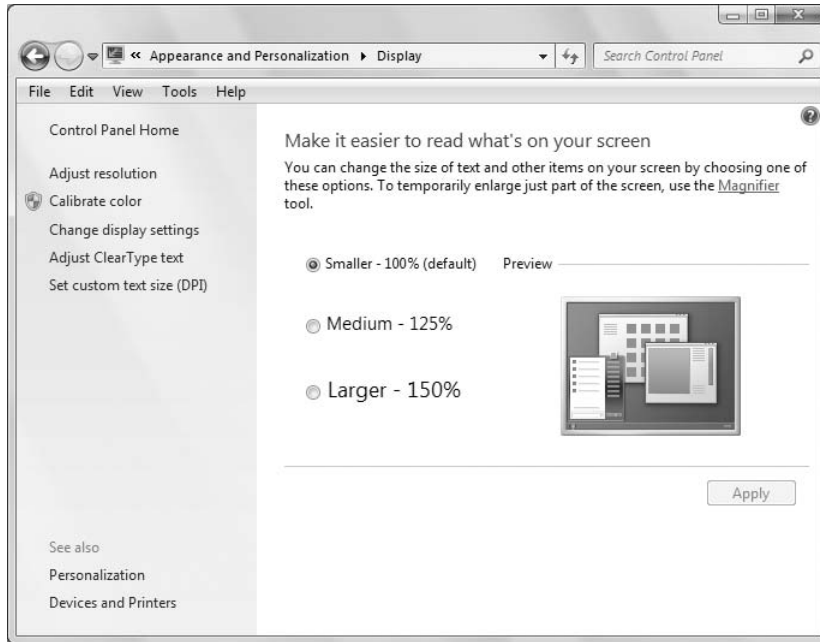 « Appearance and Personalization ▸ Display
Search Control Panel
File Edit View Tools Help
Control Panel Home
Adjust resolution
Calibrate color
Change display settings
Adjust ClearType text
Set custom text size (DPI)
See also
Personalization
Devices and Printers
Make it easier to read what's on your screen
You can change the size of text and other items on your screen by choosing one of
these options. To temporarily enlarge just part of the screen, use the Magnifier
tool.
Smaller - 100% (default) Preview
Medium - 125%
Larger - 150%
Apply